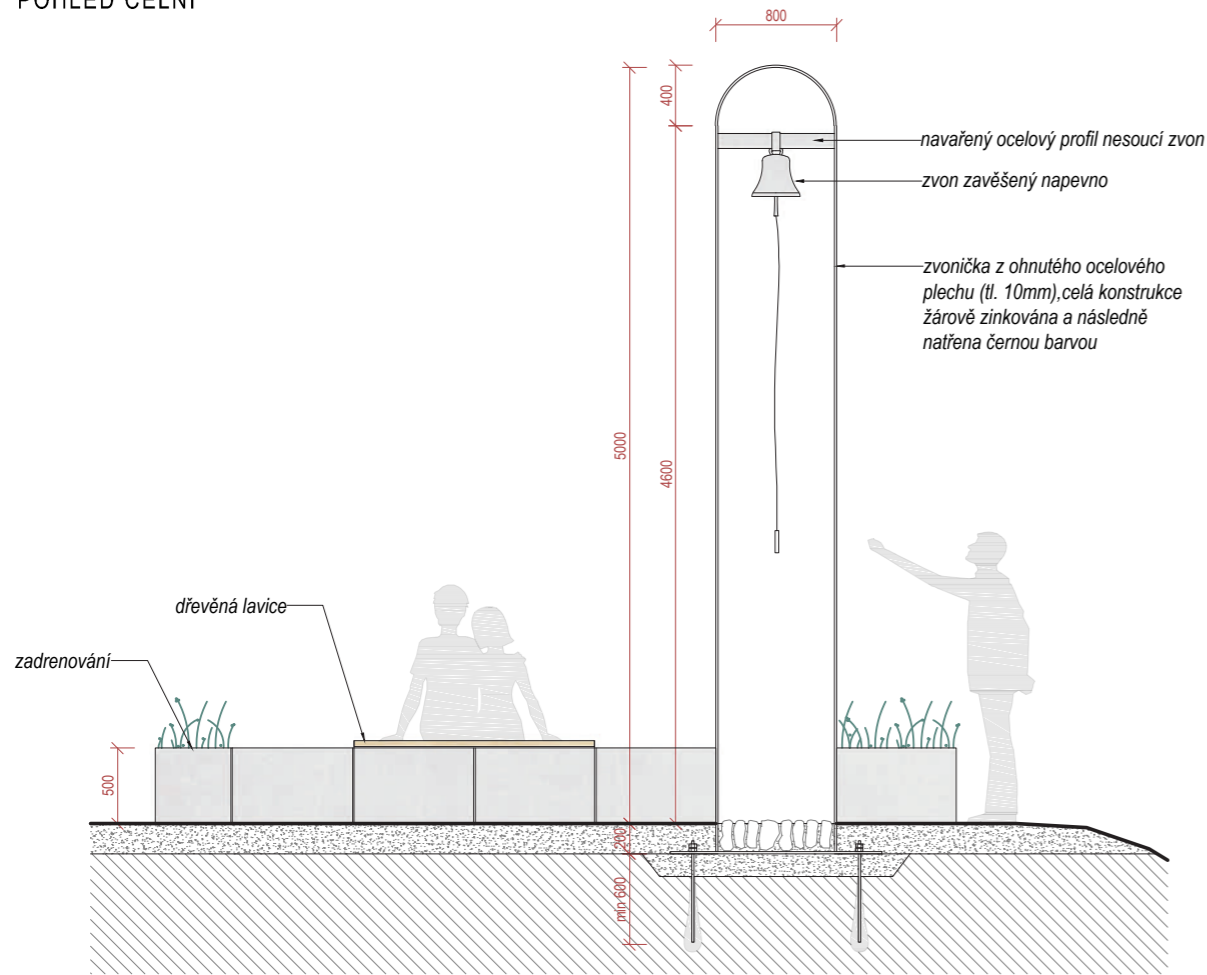 POHLED ČELNÍ
800
400
navařený ocelový profil nesoucí zvon
zvon zavěšený napevno
zvonička z ohnutého ocelového
plechu (tl. 10mm),celá konstrukce
žárově zinkována a následně
natřena černou barvou
5000
4600
dřevěná lavice
zadrenování
500
200
min 600